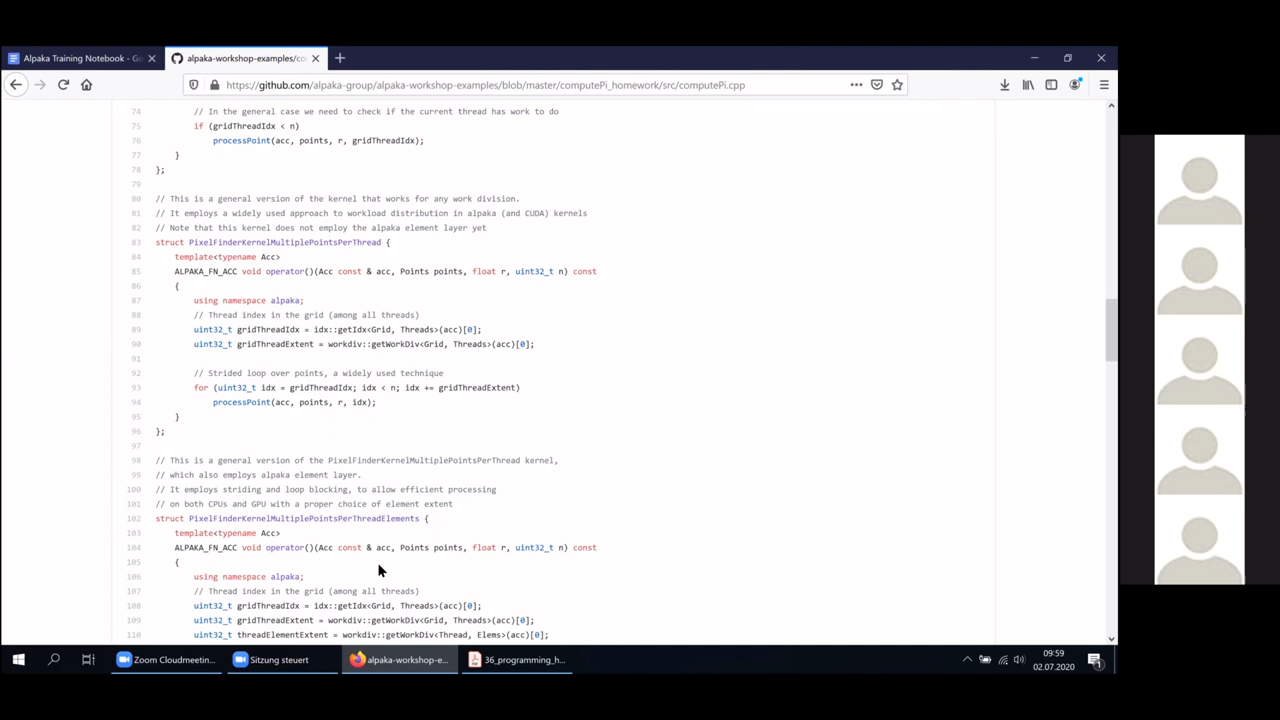 Alpaka Training Notebook - Go
alpaka-workshop-examples/co
https://github.com/alpaka-group/alpaka-workshop-examples/blob/master/computePi_homework/src/computePi.cpp
74 // In the general case we need to check if the current thread has work to do
75 if (gridThreadIdx < n)
76 processPoint(acc, points, r, gridThreadIdx);
77 }
78 };
79
80 // This is a general version of the kernel that works for any work division.
81 // It employs a widely used approach to workload distribution in alpaka (and CUDA) kernels
82 // Note that this kernel does not employ the alpaka element layer yet
83 struct PixelFinderKernelMultiplePointsPerThread {
84 template<typename Acc>
85 ALPAKA_FN_ACC void operator()(Acc const & acc, Points points, float r, uint32_t n) const
86 {
87 using namespace alpaka;
88 // Thread index in the grid (among all threads)
89 uint32_t gridThreadIdx = idx::getIdx<Grid, Threads>(acc)[0];
90 uint32_t gridThreadExtent = workdiv::getWorkDiv<Grid, Threads>(acc)[0];
91
92 // Strided loop over points, a widely used technique
93 for (uint32_t idx = gridThreadIdx; idx < n; idx += gridThreadExtent)
94 processPoint(acc, points, r, idx);
95 }
96 };
97
98 // This is a general version of the PixelFinderKernelMultiplePointsPerThread kernel,
99 // which also employs alpaka element layer.
100 // It employs striding and loop blocking, to allow efficient processing
101 // on both CPUs and GPU with a proper choice of element extent
102 struct PixelFinderKernelMultiplePointsPerThreadElements {
103 template<typename Acc>
104 ALPAKA_FN_ACC void operator()(Acc const & acc, Points points, float r, uint32_t n) const
105 {
106 using namespace alpaka;
107 // Thread index in the grid (among all threads)
108 uint32_t gridThreadIdx = idx::getIdx<Grid, Threads>(acc)[0];
109 uint32_t gridThreadExtent = workdiv::getWorkDiv<Grid, Threads>(acc)[0];
110 uint32_t threadElementExtent = workdiv::getWorkDiv<Thread, Elems>(acc)[0];
Zoom Cloudmeetin...
Sitzung steuert
alpaka-workshop-e...
36_programming_h...
09:59
02.07.2020
1